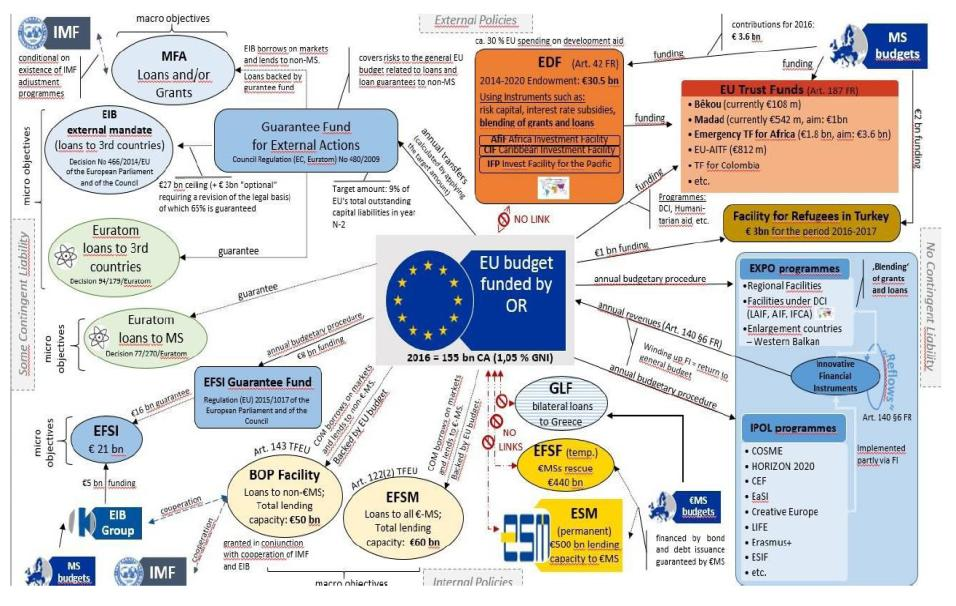 External Policies
macro objectives
IMF
conditional on
existence of IMF
adjustment
programmes
MFA
Loans and/or
Grants
EIB borrows on markets
and lends to non-MS.
Loans backed by
gurantee fund
covers risks to the general EU
budget related to loans and
loan guarantees to non-MS
ca. 30 % EU spending on development aid
EDF (Art. 42 FR)
2014-2020 Endowment: €30.5 bn
Using Instruments such as:
risk capital, interest rate subsidies,
blending of grants and loans
AfIF Africa Investment Facility
CIF Caribbean Investment Facility
IFP Invest Facility for the Pacific
contributions for 2016:
€ 3.6 bn
MS
budgets
funding
funding
funding
funding
€2 bn funding
EU Trust Funds (Art. 187 FR)
• Bêkou (currently €108 m)
• Madad (currently €542 m, aim: €1bn)
• Emergency TF for Africa (€1.8 bn, aim: €3.6 bn)
• EU-AITF (€812 m)
• TF for Colombia
• etc.
Programmes:
DCI, Humani-
tarian aid, etc.
Facility for Refugees in Turkey
€ 3bn for the period 2016-2017
EIB
external mandate
(loans to 3rd countries)
Decision No 466/2014/EU
of the European Parliament
and of the Council
micro objectives
Guarantee Fund
for External Actions
Council Regulation (EC, Euratom) No 480/2009
€27 bn ceiling (+ € 3bn "optional"
requiring a revision of the legal basis)
of which 65% is guaranteed
Target amount: 9% of
EU's total outstanding
capital liabilities in year
N-2
annual transfers
(calculated by applying
the target amount)
NO LINK
Some Contingent Liability
No Contingent Liability
Euratom
loans to 3rd
countries
Decision 94/179/Euratom
guarantee
guarantee
Euratom
loans to MS
Decision 77/270/Euratom
micro
objectives
EU budget
funded by
OR
2016 = 155 bn CA (1,05 % GNI)
€1 bn funding
annual budgetary procedure
annual revenues (Art. 140 §6 FR)
Winding up FI = return to
general budget
annual budgetary procedure
EXPO programmes
•Regional Facilities
•Facilities under DCI
(LAIF, AIF, IFCA)
•Enlargement countries
– Western Balkan
‚Blending'
of grants
and loans
Innovative
Financial
Instruments
"Reflows"
Art. 140 §6 FR
Implemented
partly via FI
IPOL programmes
• COSME
• HORIZON 2020
• CEF
• EaSI
• Creative Europe
• LIFE
• Erasmus+
• ESIF
• etc.
annual budgetary procedure
€8 bn funding
EFSI Guarantee Fund
Regulation (EU) 2015/1017 of the
European Parliament and of the
Council
€16 bn guarantee
micro
objectives
EFSI
€ 21 bn
€5 bn funding
EIB
Group
MS
budgets
IMF
cooperation
cooperation
Art. 143 TFEU
BOP Facility
Loans to non-€MS;
Total lending
capacity: €50 bn
granted in conjunction
with cooperation of IMF
and EIB
COM borrows on markets
and lends to non-€-MS.
Backed by EU budget
Art. 122(2) TFEU
EFSM
Loans to all €-MS;
Total lending
capacity: €60 bn
COM borrows on markets
and lends to €-MS.
Backed by EU budget.
macro objectives
Internal Policies
NO
LINKS
GLF
bilateral loans
to Greece
EFSF (temp.)
€MSs rescue
€440 bn
ESM
ESM
(permanent)
€500 bn lending
capacity to €MS
€MS
budgets
financed by bond
and debt issuance
guaranteed by €MS